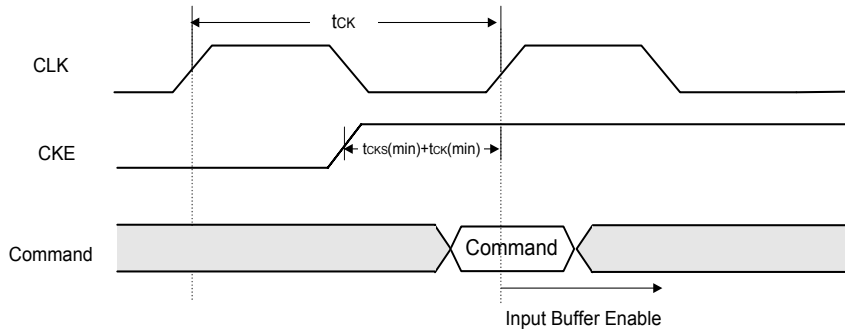 tCK
CLK
CKE
tCKS(min)+tCK(min)
Command
Command
Input Buffer Enable